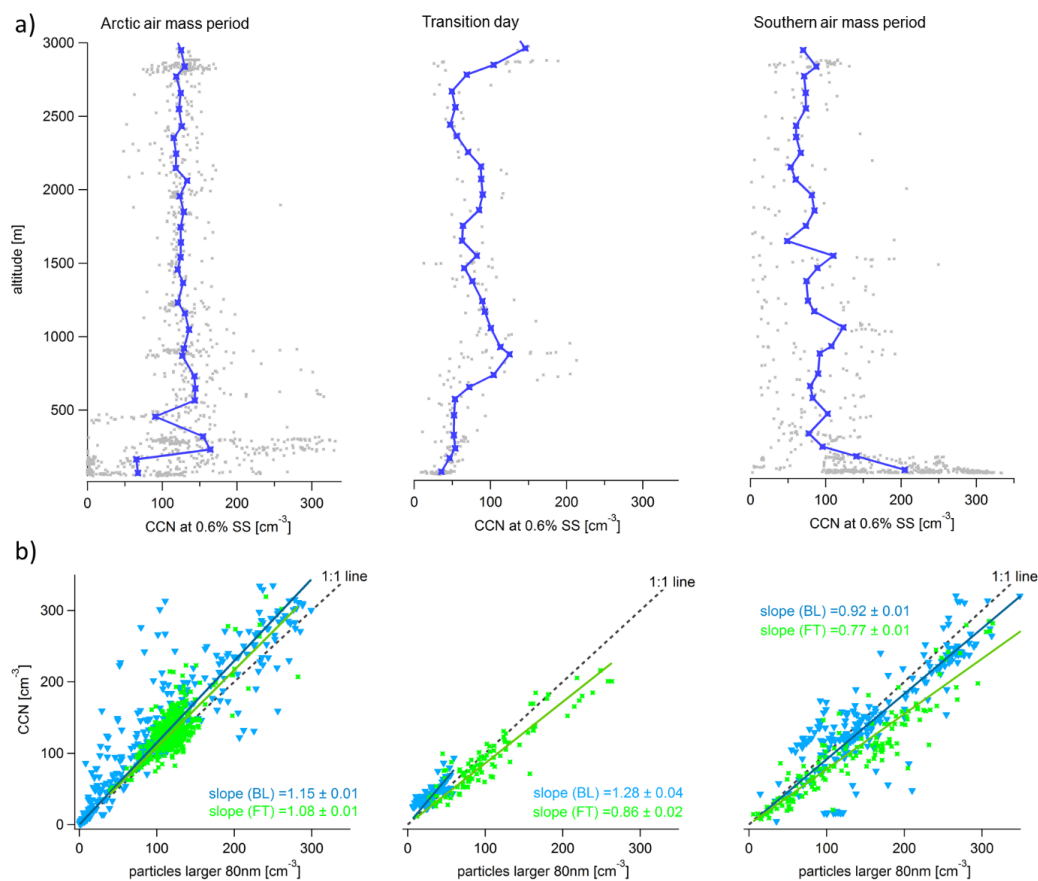 a)
Arctic air mass period
Transition day
Southern air mass period
altitude [m]
3000
2500
2000
1500
1000
500
0
100
200
300
0
100
200
300
0
100
200
300
CCN at 0.6% SS [cm-3]
CCN at 0.6% SS [cm-3]
CCN at 0.6% SS [cm-3]
b)
1:1 line
1:1 line
1:1 line
slope (BL) =0.92 ± 0.01
slope (FT) =0.77 ± 0.01
CCN [cm-3]
300
200
100
0
slope (BL) =1.15 ± 0.01
slope (FT) =1.08 ± 0.01
slope (BL) =1.28 ± 0.04
slope (FT) =0.86 ± 0.02
0
100
200
300
0
100
200
300
0
100
200
300
particles larger 80nm [cm-3]
particles larger 80nm [cm-3]
particles larger 80nm [cm-3]